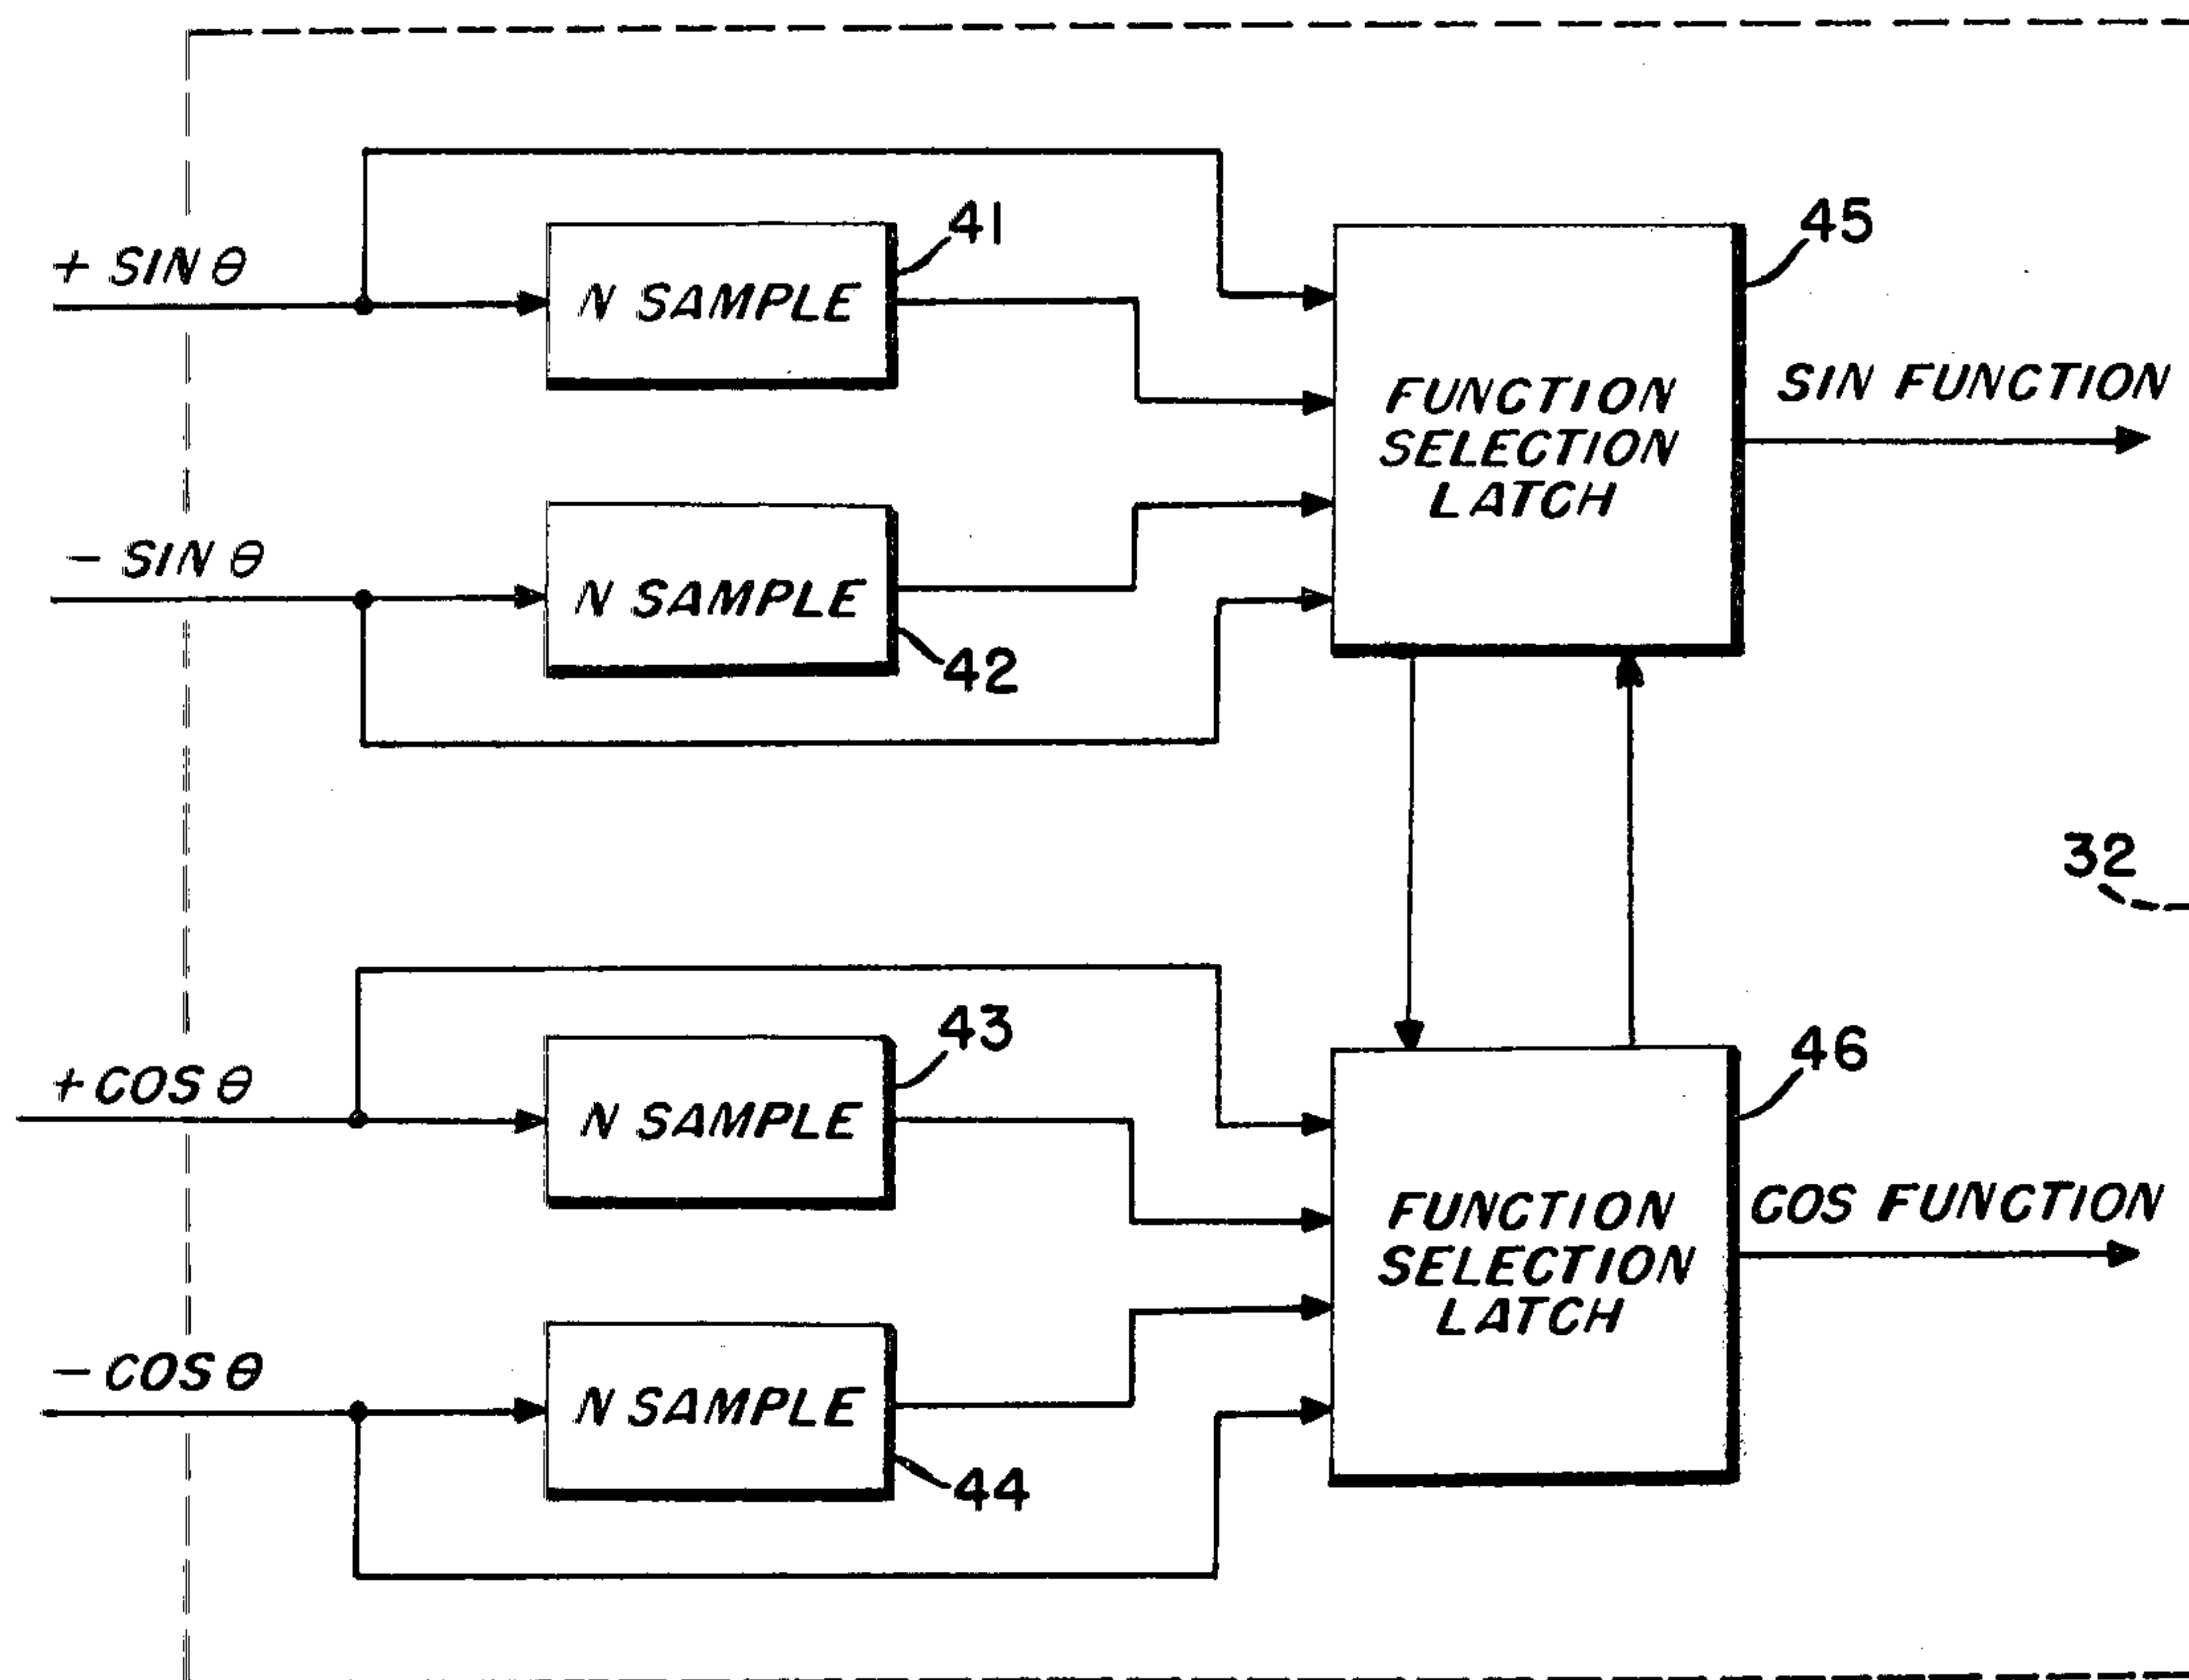 41
45
+ SIN θ
N SAMPLE
SIN FUNCTION
FUNCTION
SELECTION
LATCH
- SIN θ
N SAMPLE
42
32
43
46
+COS θ
N SAMPLE
COS FUNCTION
FUNCTION
SELECTION
LATCH
-COS θ
N SAMPLE
44